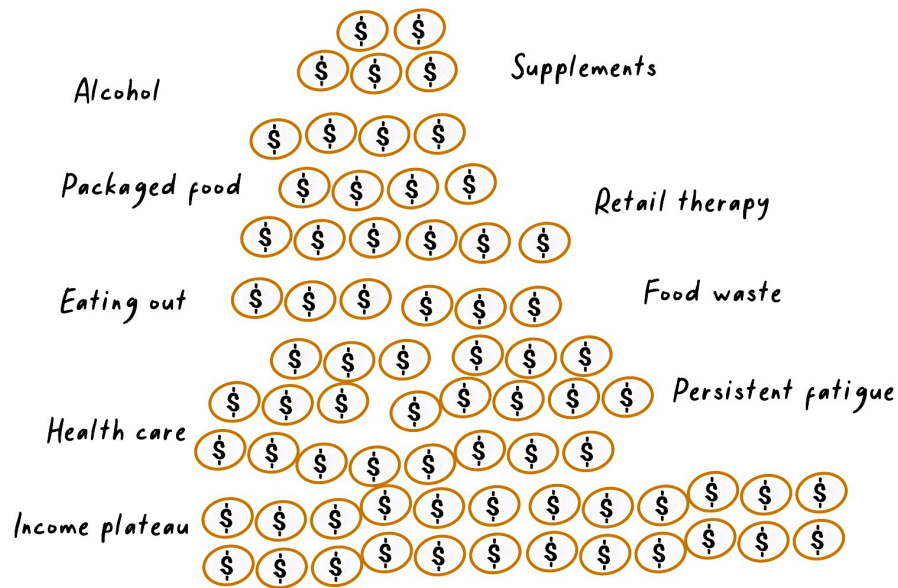 Supplements
Alcohol
Packaged food
Retail therapy
Eating out
Food waste
Persistent fatigue
Health care
Income plateau
$ $
$ $ $
$ $ $ $
$ $ $ $
$ $ $ $ $ $
$ $ $ $ $ $
$ $ $ $ $ $
$ $ $ $ $ $ $ $
$ $ $ $ $ $ $ $
$ $ $ $ $ $ $ $ $ $ $ $
$ $ $ $ $ $ $ $ $ $ $ $